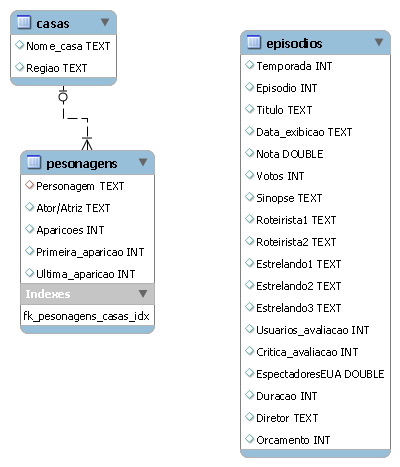 casas
Nome_casa TEXT
Regiao TEXT
pesonagens
Personagem TEXT
Ator/Atriz TEXT
Aparicoes INT
Primeira_aparicao INT
Ultima_aparicao INT
Indexes
fk_pesonagens_casas_idx
episodios
Temporada INT
Episodio INT
Titulo TEXT
Data_exibicao TEXT
Nota DOUBLE
Votos INT
Sinopse TEXT
Roteirista1 TEXT
Roteirista2 TEXT
Estrelando1 TEXT
Estrelando2 TEXT
Estrelando3 TEXT
Usuarios_avaliacao INT
Critica_avaliacao INT
EspectadoresEUA DOUBLE
Duracao INT
Diretor TEXT
Orcamento INT